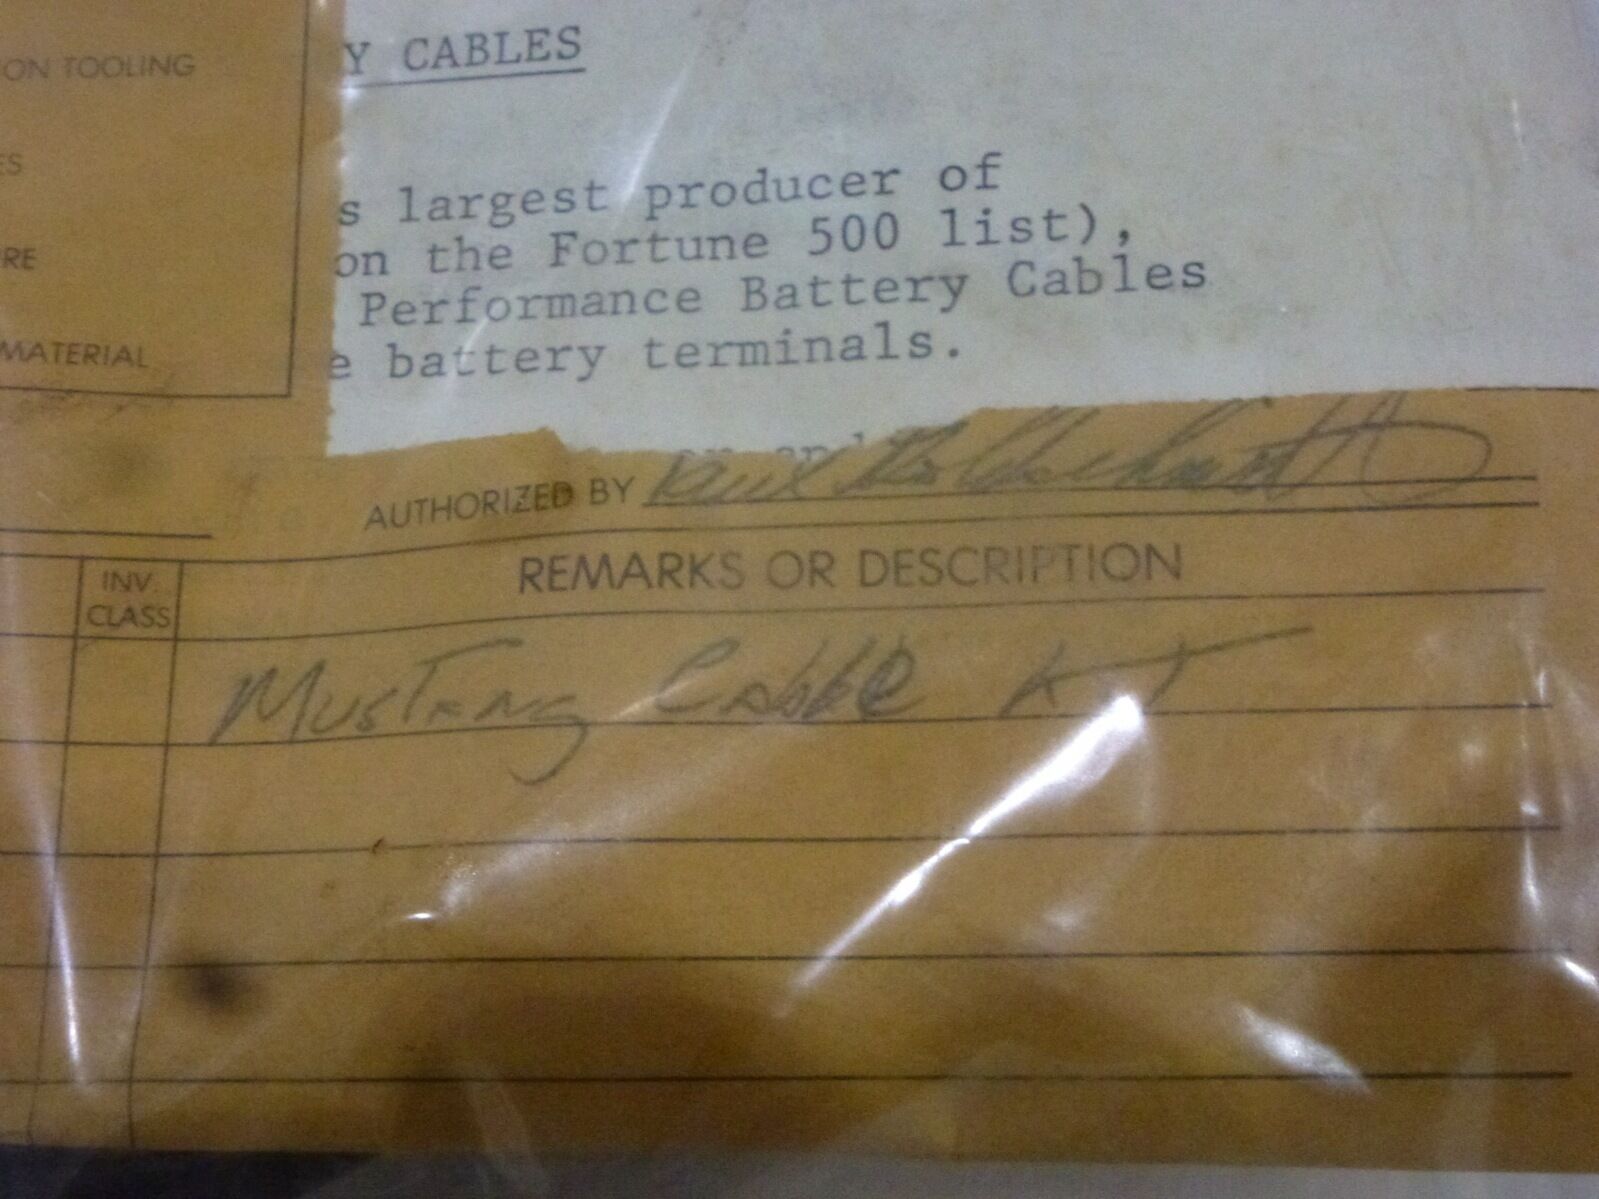 ON TOOLING
ES
RE
MATERIAL
Y CABLES
s largest producer of
on the Fortune 500 list),
Performance Battery Cables
e battery terminals.
AUTHORIZED BY
INV.
CLASS
REMARKS OR DESCRIPTION
MUSTANG Cable KIT